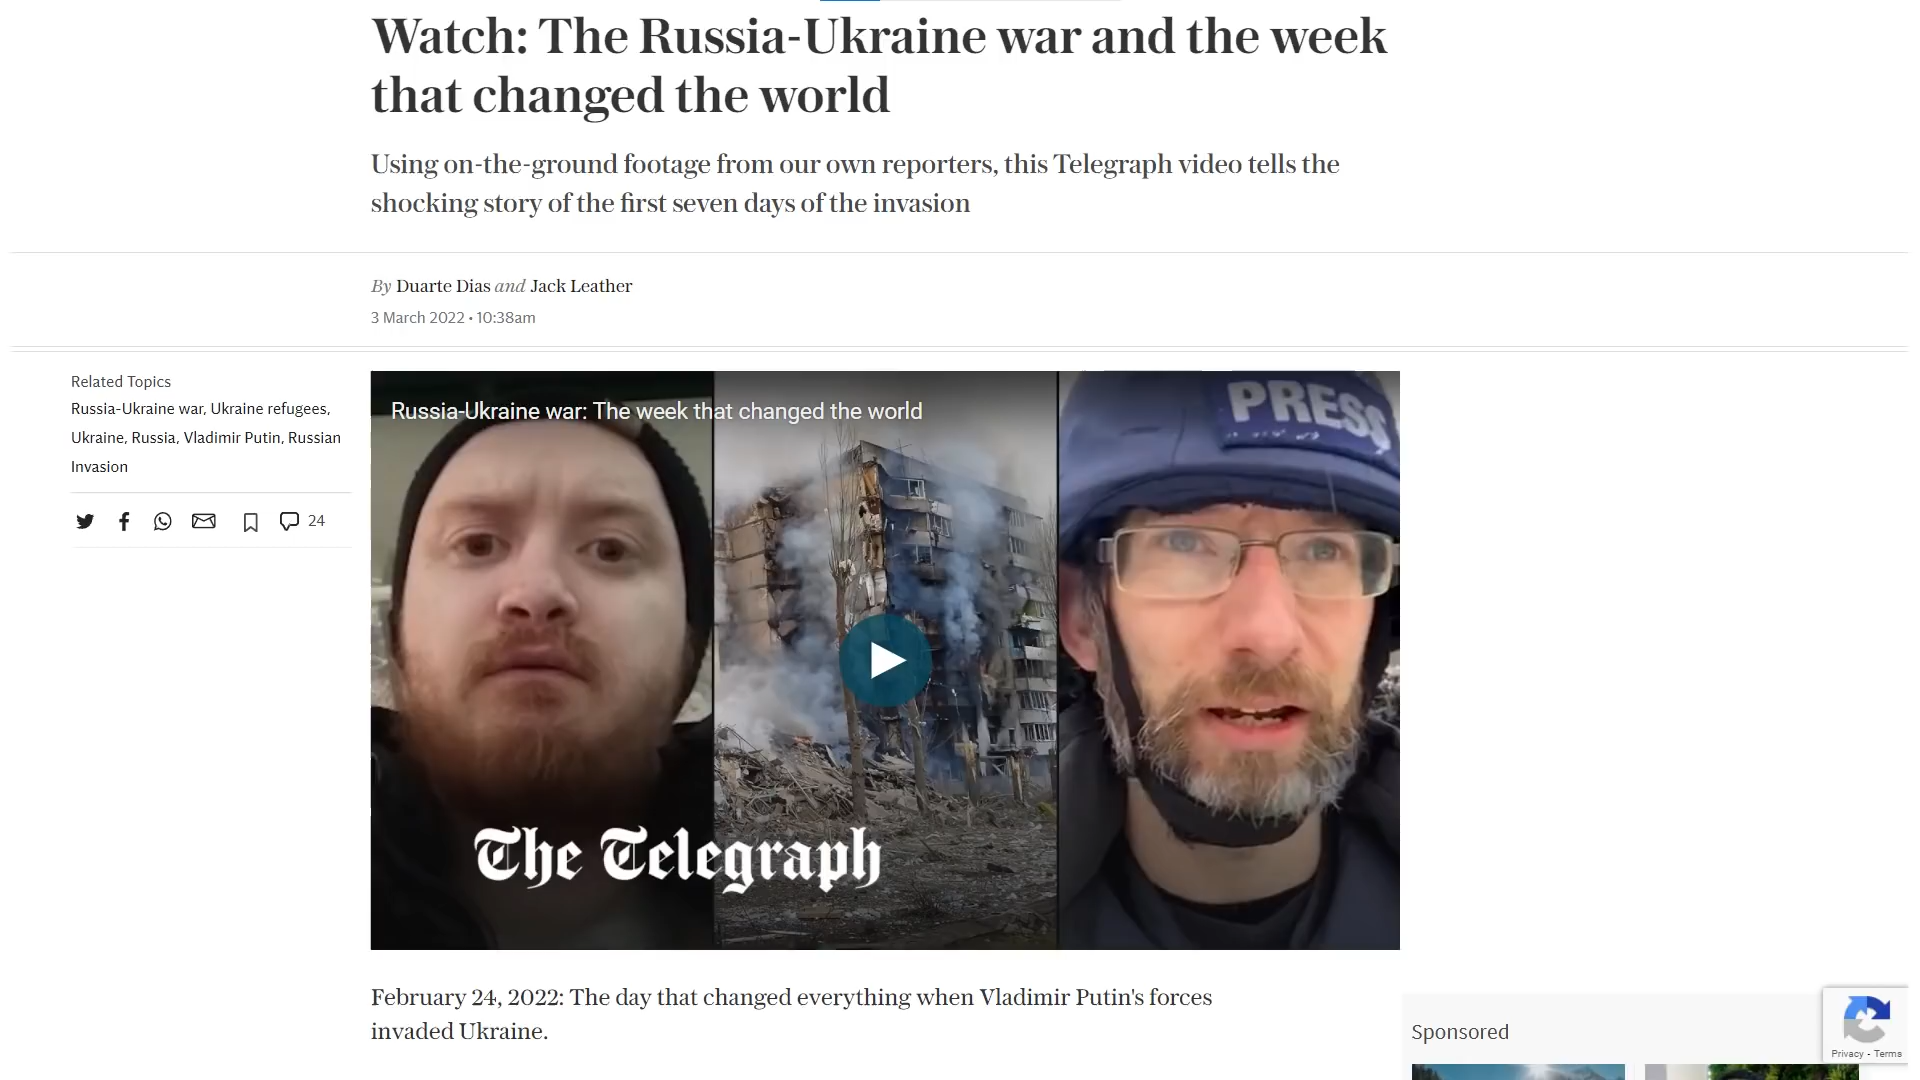 Watch: The Russia-Ukraine war and the week
that changed the world
Using on-the-ground footage from our own reporters, this Telegraph video tells the
shocking story of the first seven days of the invasion
By Duarte Dias and Jack Leather
3 March 2022 • 10:38am
Related Topics
Russia-Ukraine war, Ukraine refugees,
Ukraine, Russia, Vladimir Putin, Russian
Invasion
24
Russia-Ukraine war: The week that changed the world
PRESS
The Telegraph
February 24, 2022: The day that changed everything when Vladimir Putin's forces
invaded Ukraine.
Sponsored
Privacy - Terms